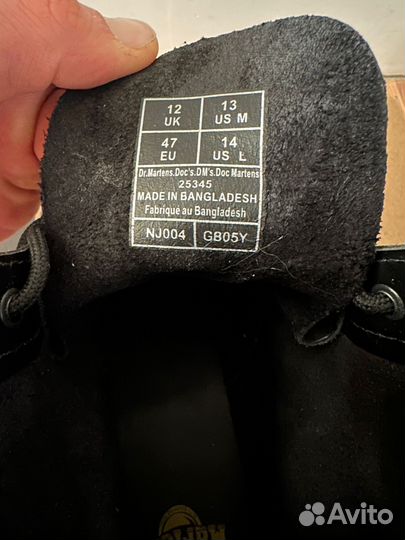 12 UK
13 US M
47 EU
14 US L
Dr.Martens.Doc's.DM's.Doc Martens
25345
MADE IN BANGLADESH
Fabriqué au Bangladesh
NJ004 GB05Y
Avito